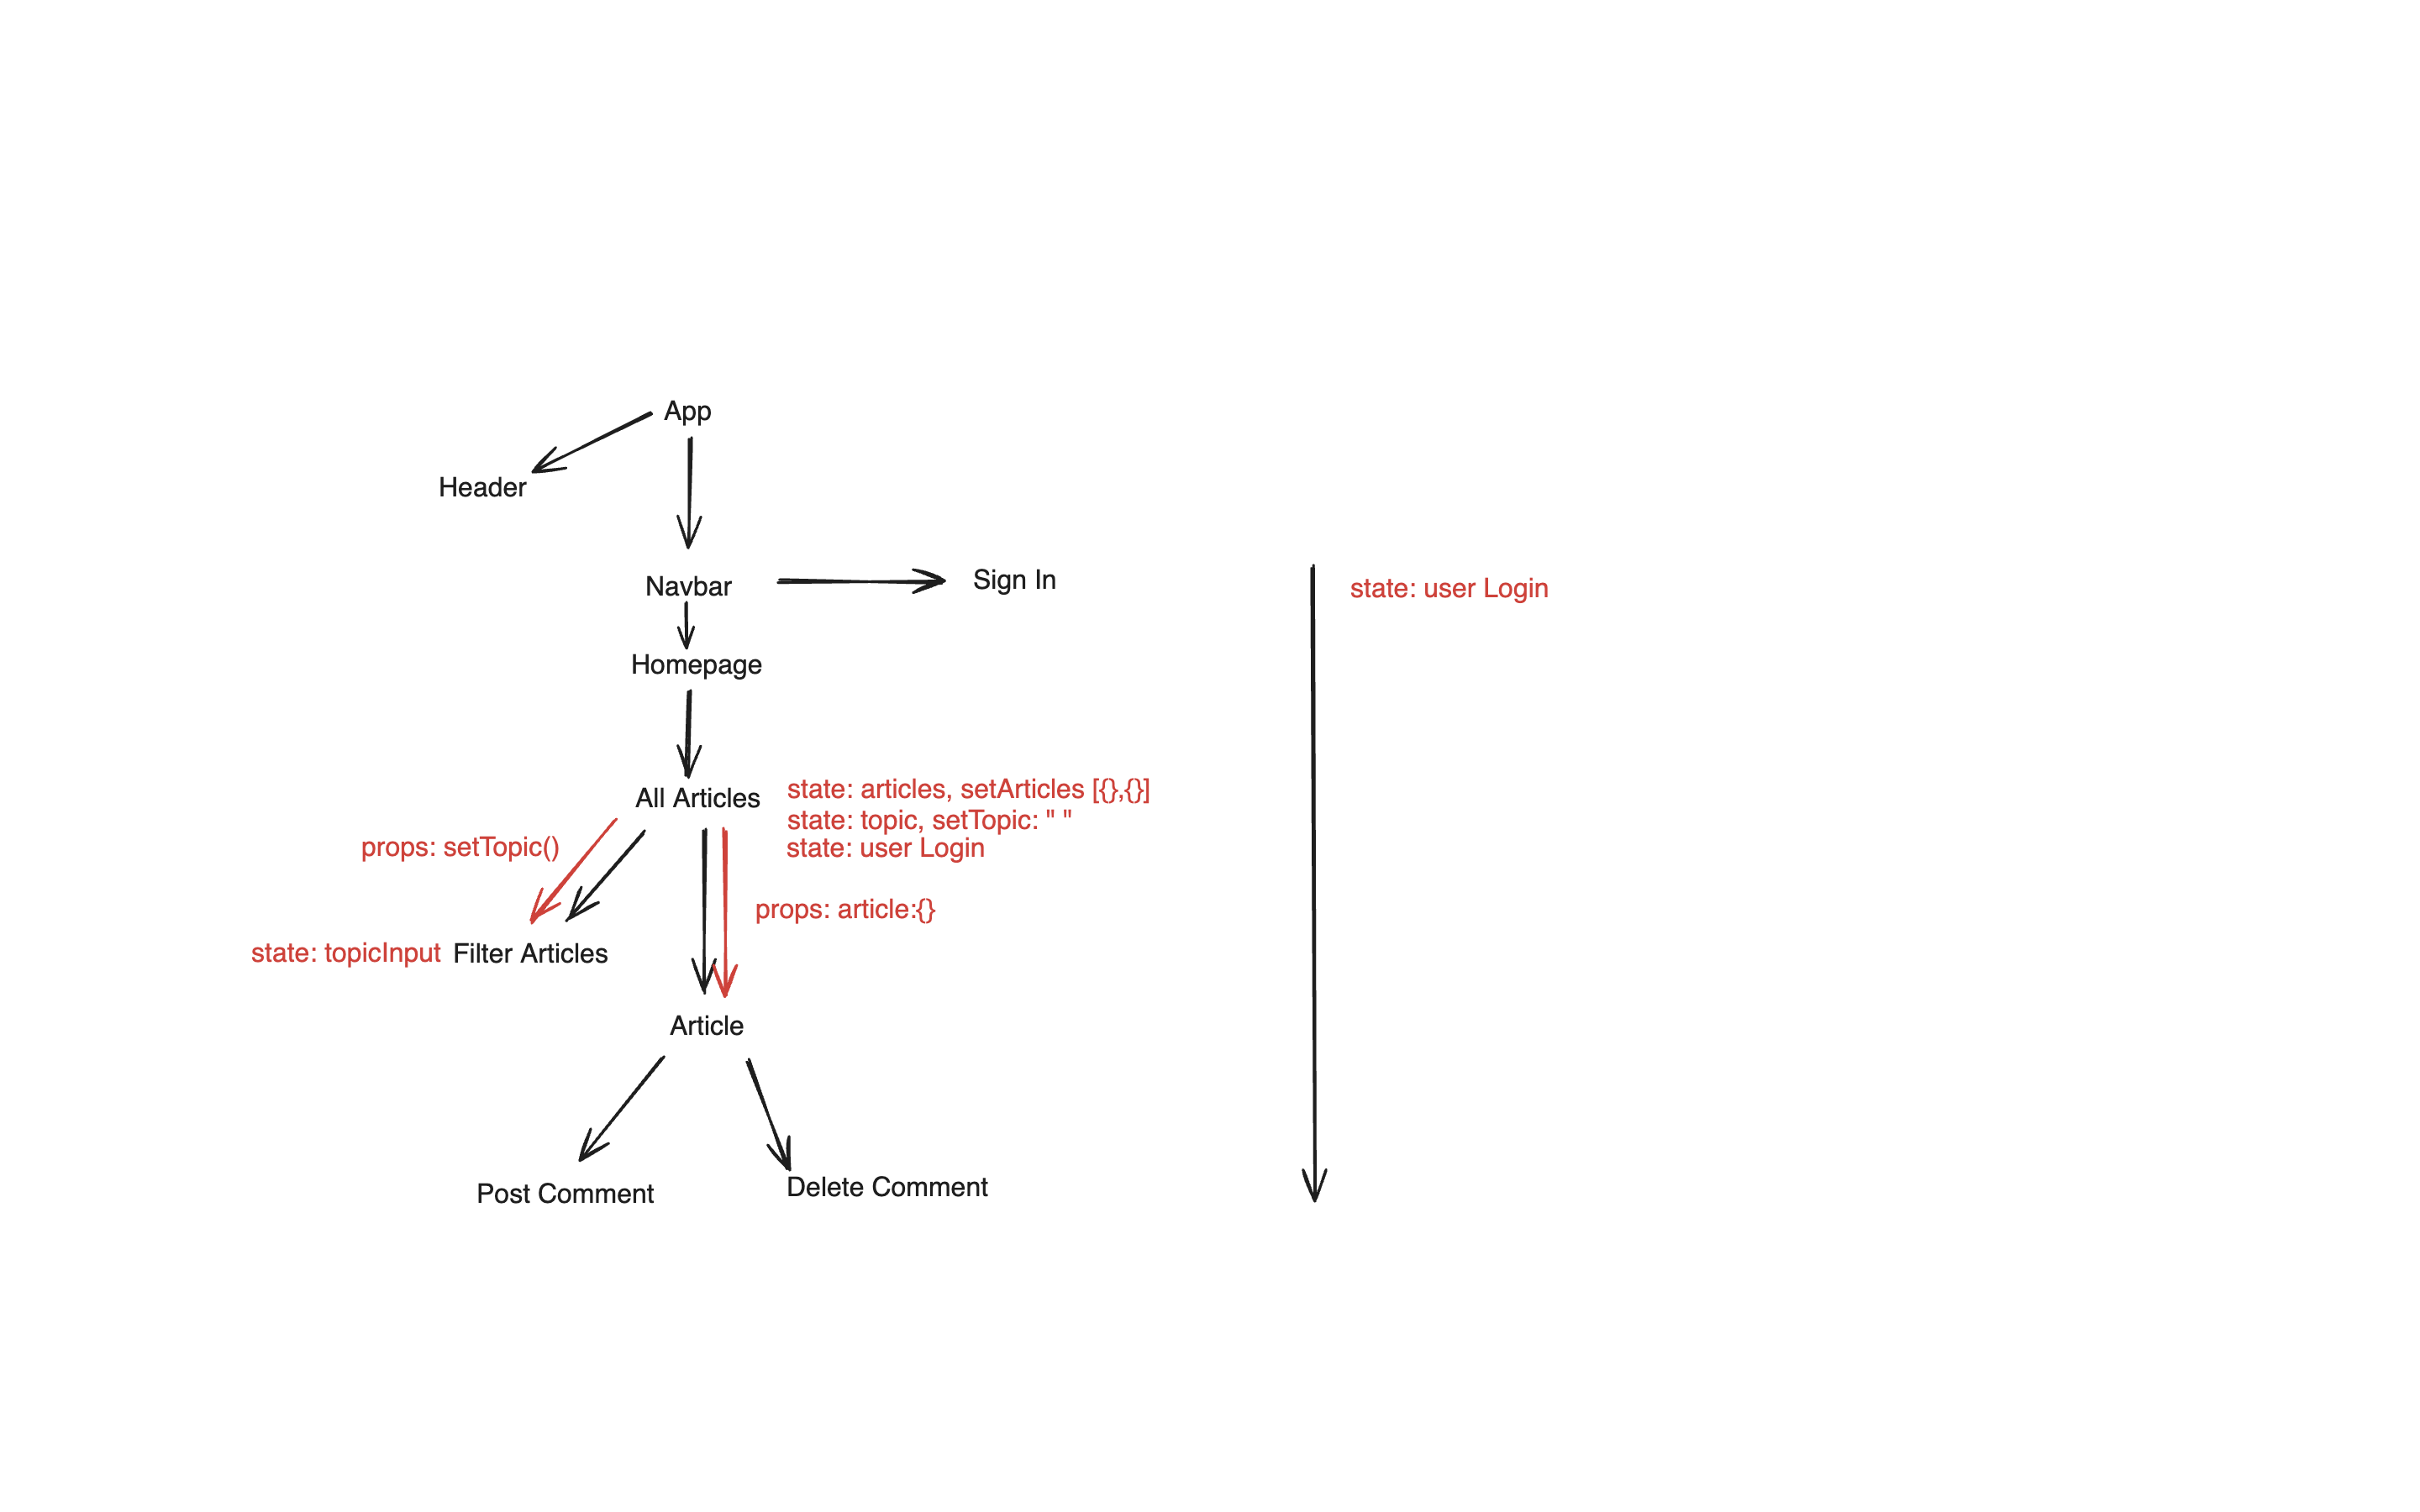 App
Header
Navbar
Sign In
state: user Login
Homepage
All Articles
state: articles, setArticles [{},{}]
state: topic, setTopic: " "
state: user Login
props: setTopic()
props: article:{}
state: topicInput
Filter Articles
Article
Post Comment
Delete Comment